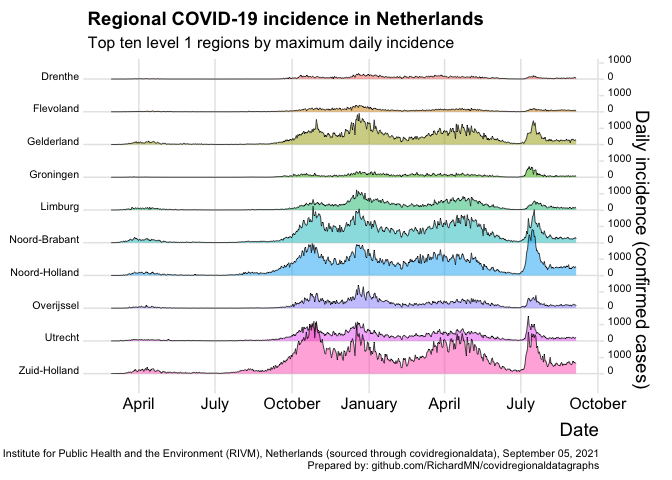 Regional COVID-19 incidence in Netherlands
Top ten level 1 regions by maximum daily incidence
Drenthe
Flevoland
Gelderland
Groningen
Limburg
Noord-Brabant
Noord-Holland
Overijssel
Utrecht
Zuid-Holland
1000
0
1000
0
1000
0
1000
0
1000
0
1000
0
1000
0
1000
0
1000
0
1000
0
Daily incidence (confirmed cases)
April July October January April July October
Date
Institute for Public Health and the Environment (RIVM), Netherlands (sourced through covidregionaldata), September 05, 2021
Prepared by: github.com/RichardMN/covidregionaldatagraphs